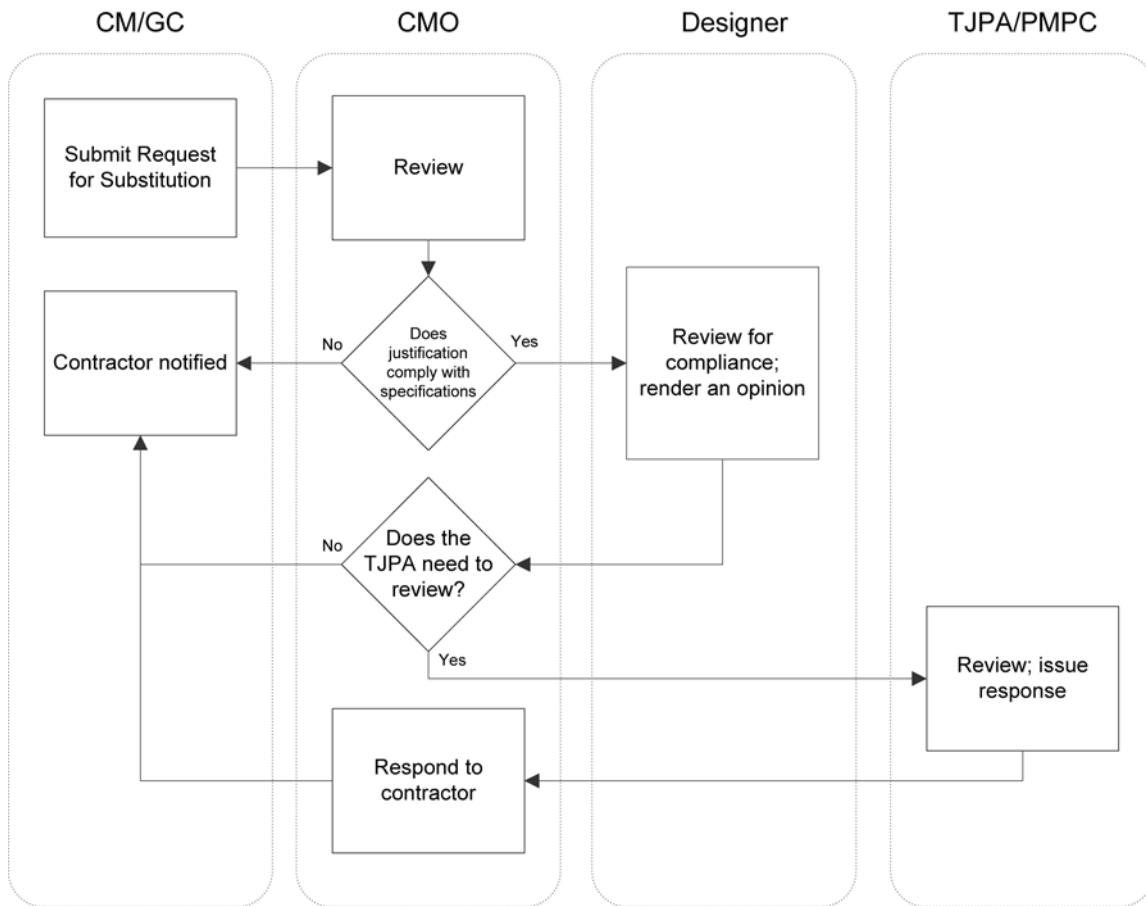 CM/GC
CMO
Designer
TJPA/PMPC
Submit Request
for Substitution
Review
Contractor notified
No
Does
justification
comply with
specifications
Yes
Review for
compliance;
render an opinion
No
Does the
TJPA need to
review?
Yes
Review; issue
response
Respond to
contractor